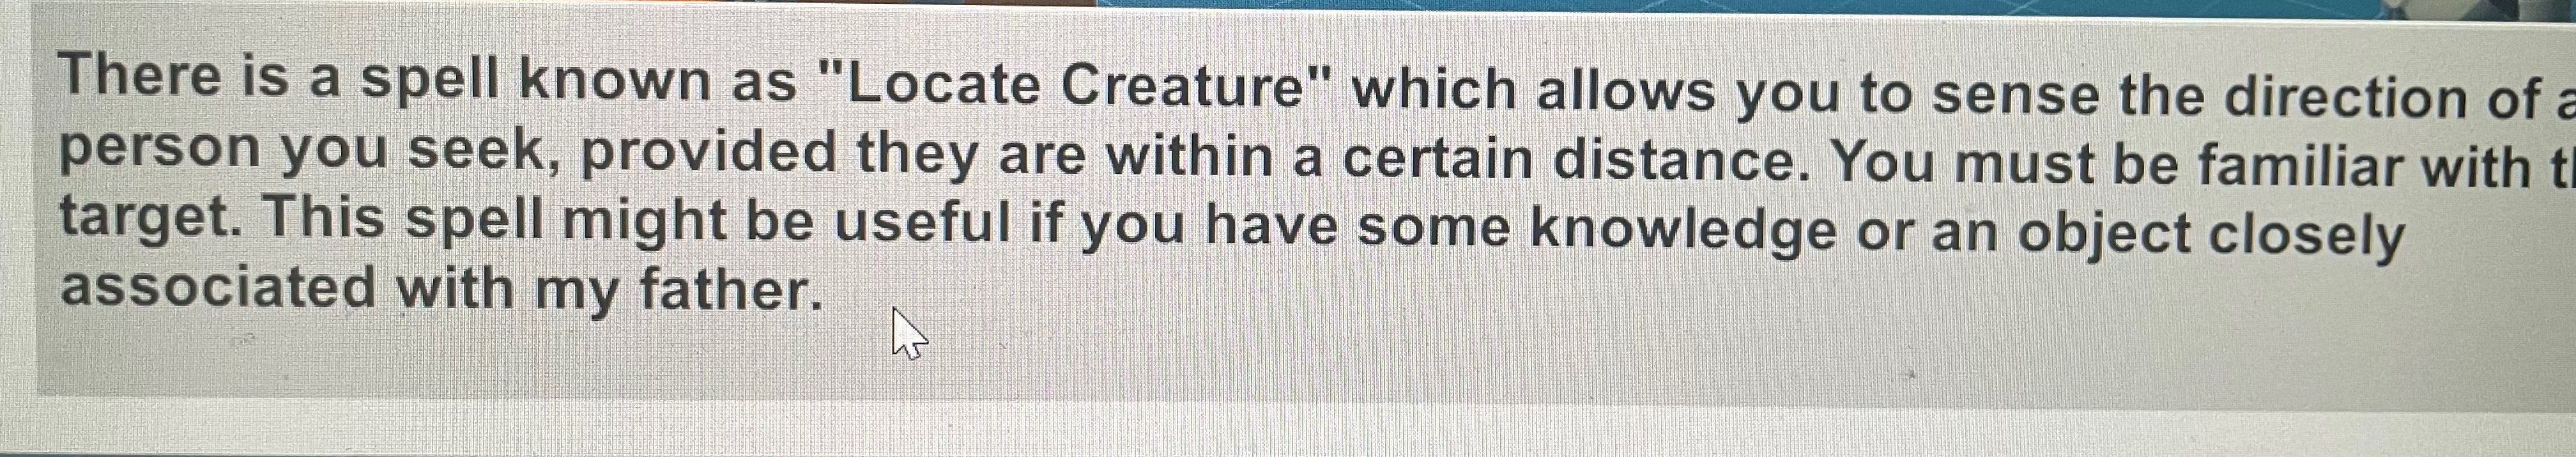 There is a spell known as "Locate Creature" which allows you to sense the direction of
person you seek, provided they are within a certain distance. You must be familiar with
target. This spell might be useful if you have some knowledge or an object closely
associated with my father.